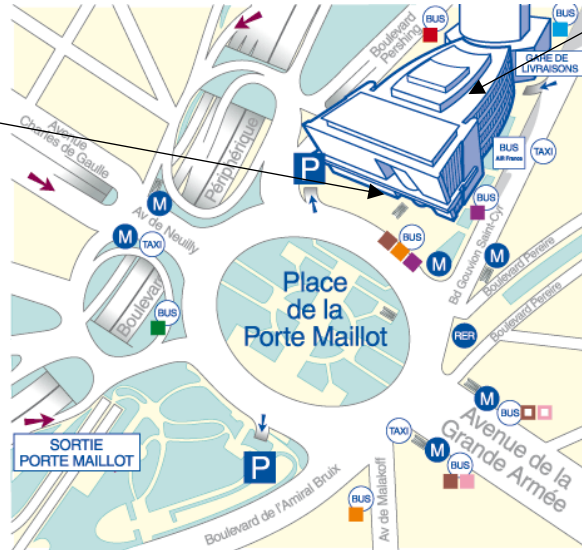 BUS
BUS
Boulevard
Pershing
GARE DE
LIVRAISONS
Avenue
Charles de Gaulle
Périphérique
P
BUS
AIR France
TAXI
M
Av de Neuilly
M
TAXI
BUS
BUS
M
M
Bd Gouvion Saint-Cyr
Boulevard Pereire
Boulevard Pereire
Place
de la
Porte Maillot
Boulevard
BUS
RER
M
BUS
SORTIE
PORTE MAILLOT
P
TAXI
M
BUS
Avenue de la
Grande Armée
Boulevard de l'Amiral Bruix
BUS
Av de Malakoff